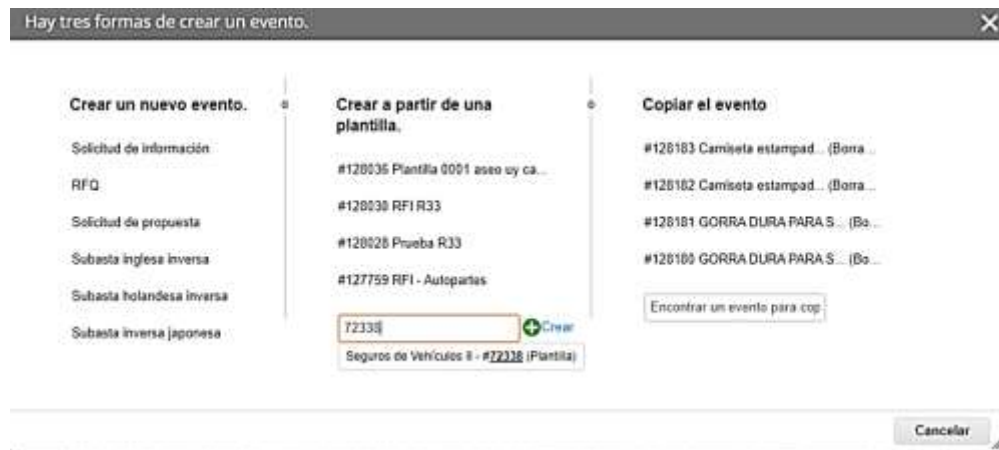 Hay tres formas de crear un evento.
Crear un nuevo evento.
Solicitud de información
RFQ
Solicitud de propuesta
Subasta inglesa inversa
Subasta holandesa inversa
Subasta inversa japonesa
Crear a partir de una
plantilla.
#128036 Plantilla 0001 aseo uy ca...
#128030 RFI R33
#128028 Prueba R33
#127759 RFI - Autopartes
72338
Crear
Seguros de Vehículos II - #72338 (Plantilla)
Copiar el evento
#128183 Camiseta estampad... (Borra...
#128182 Camiseta estampad... (Borra...
#128181 GORRA DURA PARA S... (Bo...
#128180 GORRA DURA PARA S... (Bo...
Encontrar un evento para cop
Cancelar